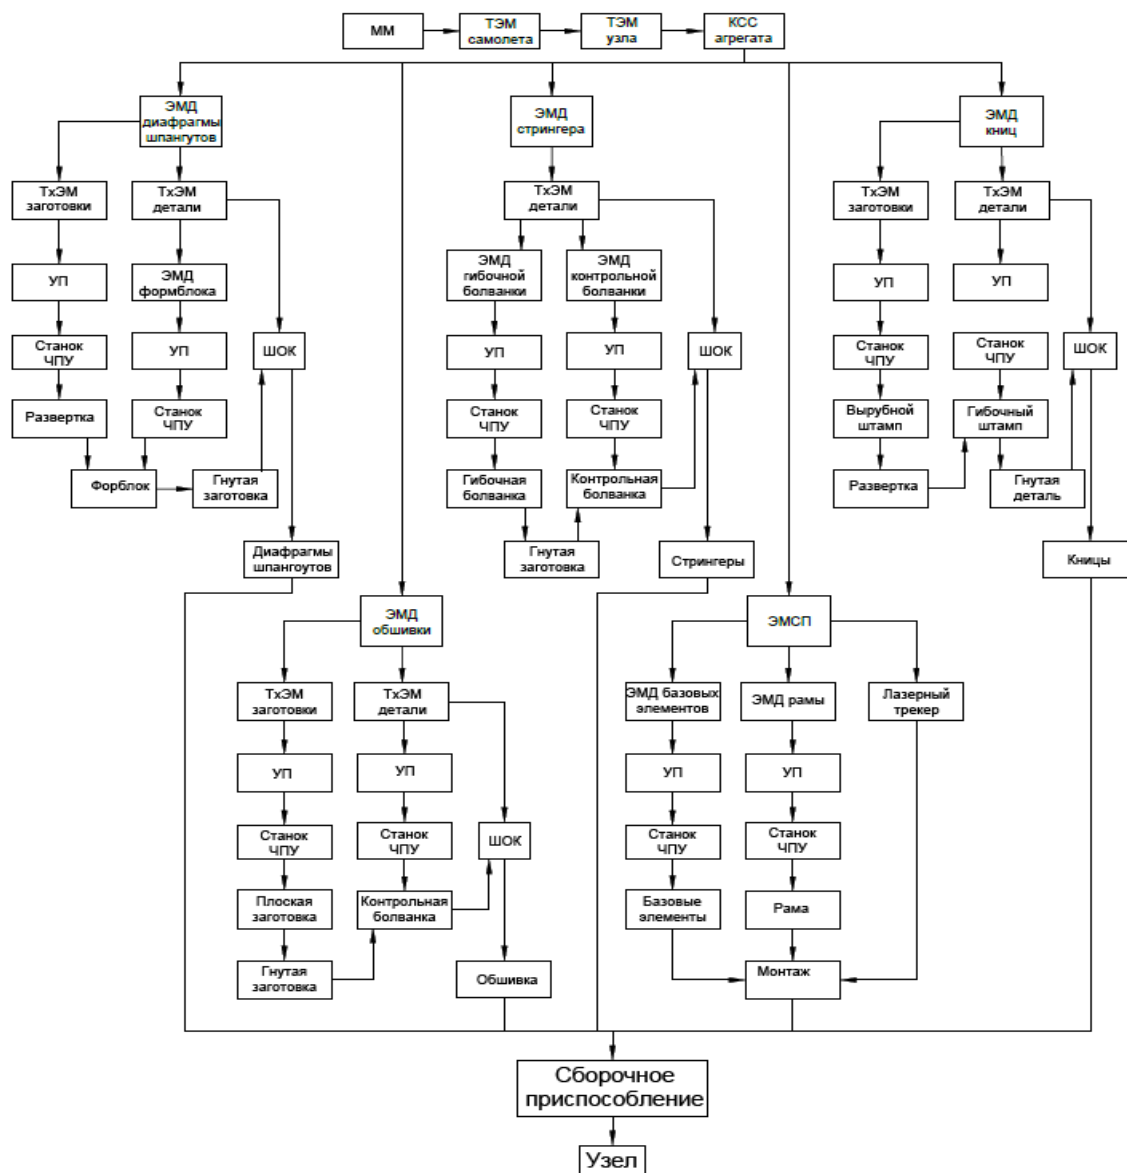 ММ
ТЭМ
самолета
ТЭМ
узла
КСС
агрегата
ЭМД
диафрагмы
шпангутов
ТхЭМ
заготовки
ТхЭМ
детали
УП
ЭМД
формблока
Станок
ЧПУ
УП
ШОК
Развертка
Станок
ЧПУ
Форблок
Гнутая
заготовка
Диафрагмы
шпангоутов
ЭМД
стрингера
ТхЭМ
детали
ЭМД
гибочной
болванки
ЭМД
контрольной
болванки
УП
УП
ШОК
Станок
ЧПУ
Станок
ЧПУ
Гибочная
болванка
Контрольная
болванка
Гнутая
заготовка
Стрингеры
ЭМД
книц
ТхЭМ
заготовки
ТхЭМ
детали
УП
УП
Станок
ЧПУ
Станок
ЧПУ
ШОК
Вырубной
штамп
Гибочный
штамп
Развертка
Гнутая
деталь
Кницы
ЭМД
обшивки
ТхЭМ
заготовки
ТхЭМ
детали
УП
УП
Станок
ЧПУ
Станок
ЧПУ
ШОК
Плоская
заготовка
Контрольная
болванка
Гнутая
заготовка
Обшивка
ЭМСП
ЭМД базовых
элементов
ЭМД рамы
Лазерный
трекер
УП
УП
Станок
ЧПУ
Станок
ЧПУ
Базовые
элементы
Рама
Монтаж
Сборочное
приспособление
Узел